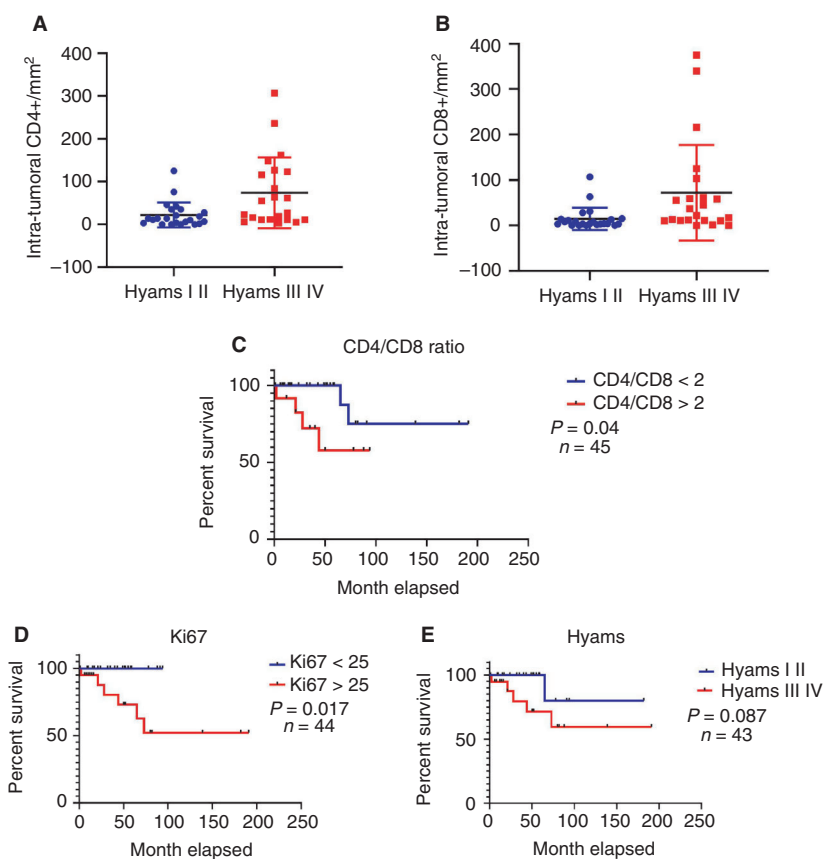 A
Intra-tumoral CD4+/mm²
400
300
200
100
0
−100
Hyams I II
Hyams III IV
B
Intra-tumoral CD8+/mm²
400
300
200
100
0
−100
Hyams I II
Hyams III IV
C
CD4/CD8 ratio
Percent survival
100
50
0
0 50 100 150 200 250
Month elapsed
CD4/CD8 < 2
CD4/CD8 > 2
P = 0.04
n = 45
D
Ki67
Percent survival
100
50
0
0 50 100 150 200 250
Month elapsed
Ki67 < 25
Ki67 > 25
P = 0.017
n = 44
E
Hyams
Percent survival
100
50
0
0 50 100 150 200 250
Month elapsed
Hyams I II
Hyams III IV
P = 0.087
n = 43